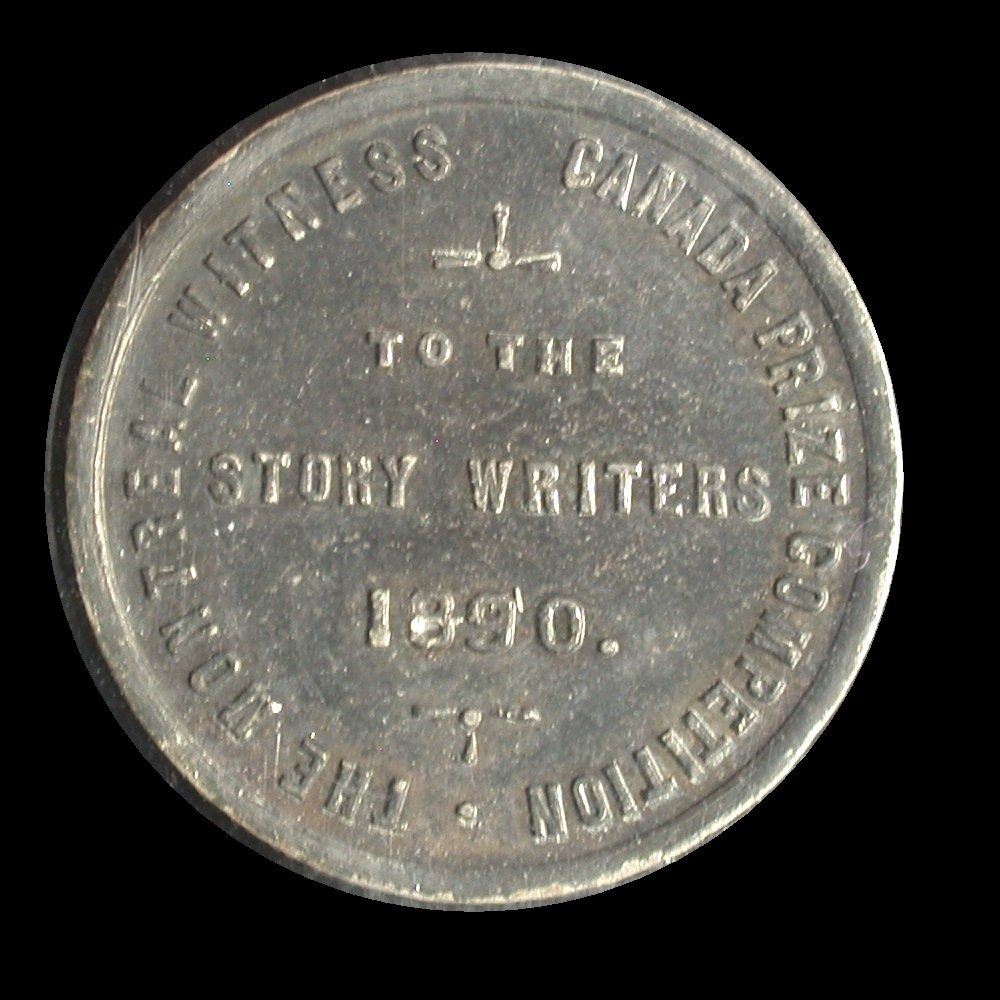 THE MONTREAL WITNESS CANADA PRIZE COMPETITION
TO THE
STORY WRITERS
1890.